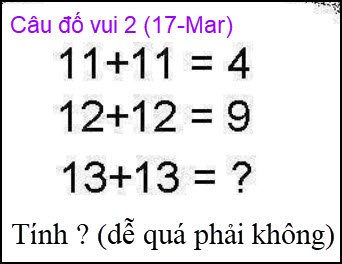 Câu đố vui 2 (17-Mar)
11+11 = 4
12+12 = 9
13+13 = ?
Tính ? (dễ quá phải không)